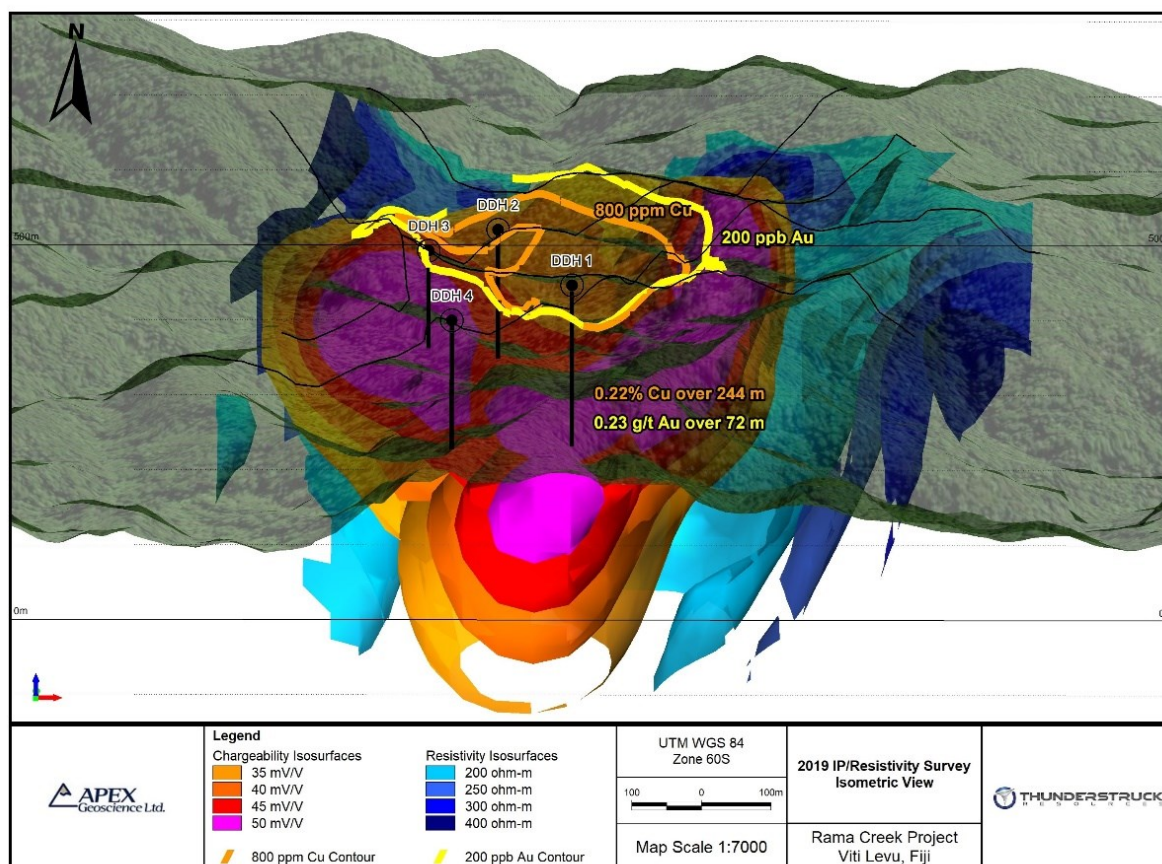 N
800 ppm Cu
DDH 2
DDH 3
200 ppb Au
500m
DDH 1
DDH 4
0.22% Cu over 244 m
0.23 g/t Au over 72 m
0m
APEX
Geoscience Ltd.
Legend
Chargeability Isosurfaces
35 mV/V
40 mV/V
45 mV/V
50 mV/V
800 ppm Cu Contour
Resistivity Isosurfaces
200 ohm-m
250 ohm-m
300 ohm-m
400 ohm-m
200 ppb Au Contour
UTM WGS 84
Zone 60S
100 0 100m
Map Scale 1:7000
2019 IP/Resistivity Survey
Isometric View
Rama Creek Project
Viti Levu, Fiji
THUNDERSTRUCK
RESOURCES